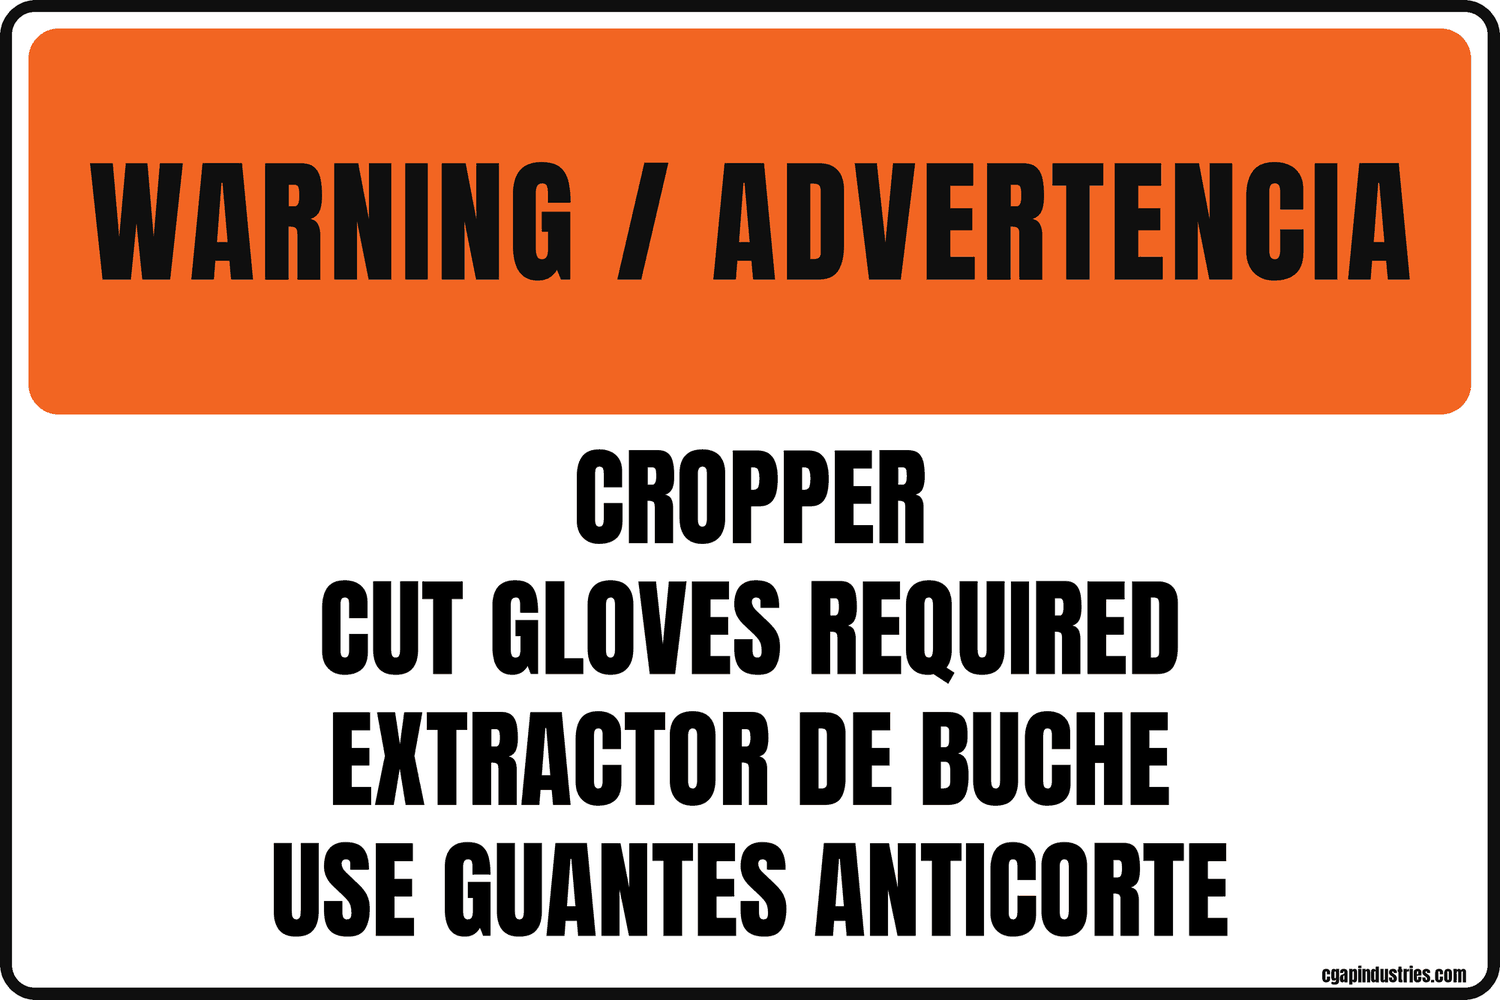 WARNING / ADVERTENCIA
CROPPER
CUT GLOVES REQUIRED
EXTRACTOR DE BUCHE
USE GUANTES ANTICORTE
cgapindustries.com